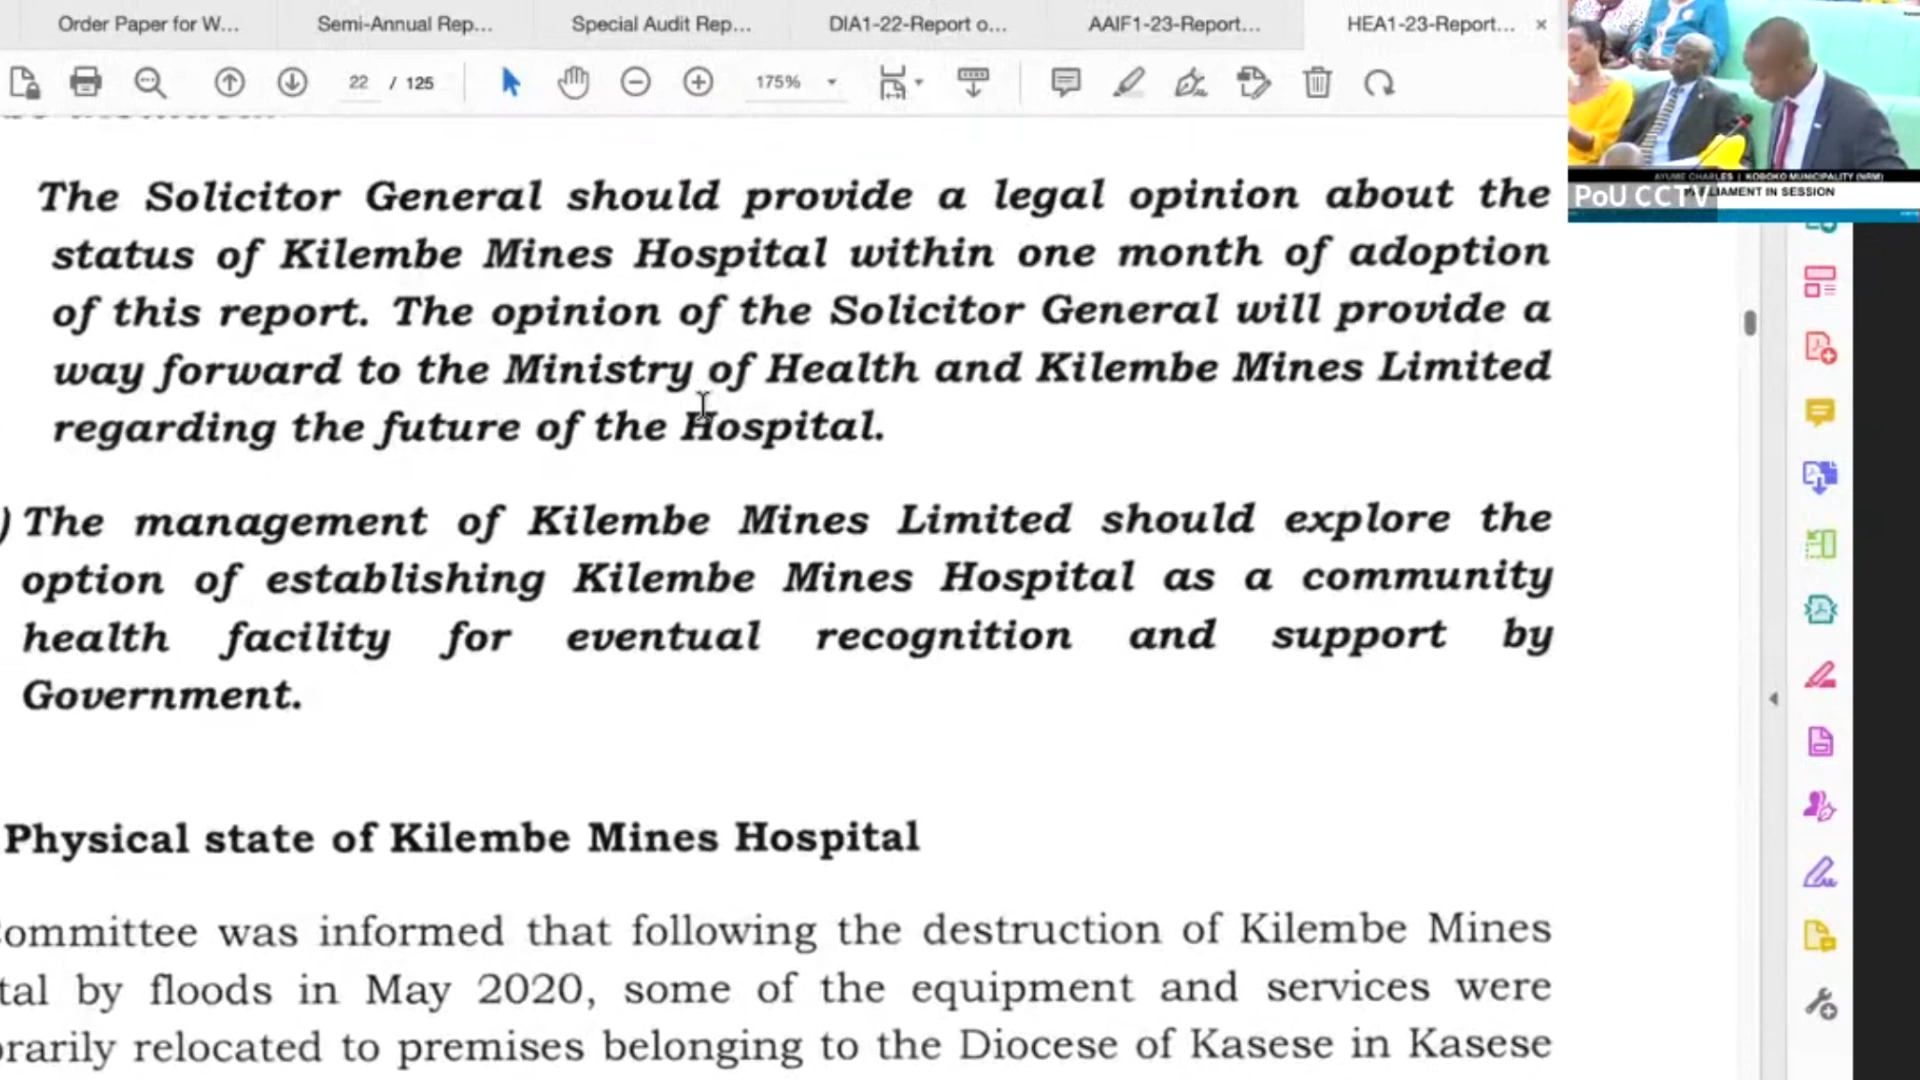 Order Paper for W...
Semi-Annual Rep...
Special Audit Rep...
DIA1-22-Report o...
AAIF1-23-Report...
HEA1-23-Report...
22 / 125
175%
AYUME CHARLES | KOBOKO MUNICIPALITY (NRM)
LIAMENT IN SESSION
PoU CCTV
The Solicitor General should provide a legal opinion about the
status of Kilembe Mines Hospital within one month of adoption
of this report. The opinion of the Solicitor General will provide a
way forward to the Ministry of Health and Kilembe Mines Limited
regarding the future of the Hospital.
) The management of Kilembe Mines Limited should explore the
option of establishing Kilembe Mines Hospital as a community
health facility for eventual recognition and support by
Government.
Physical state of Kilembe Mines Hospital
ommittee was informed that following the destruction of Kilembe Mines
tal by floods in May 2020, some of the equipment and services were
rarily relocated to premises belonging to the Diocese of Kasese in Kasese